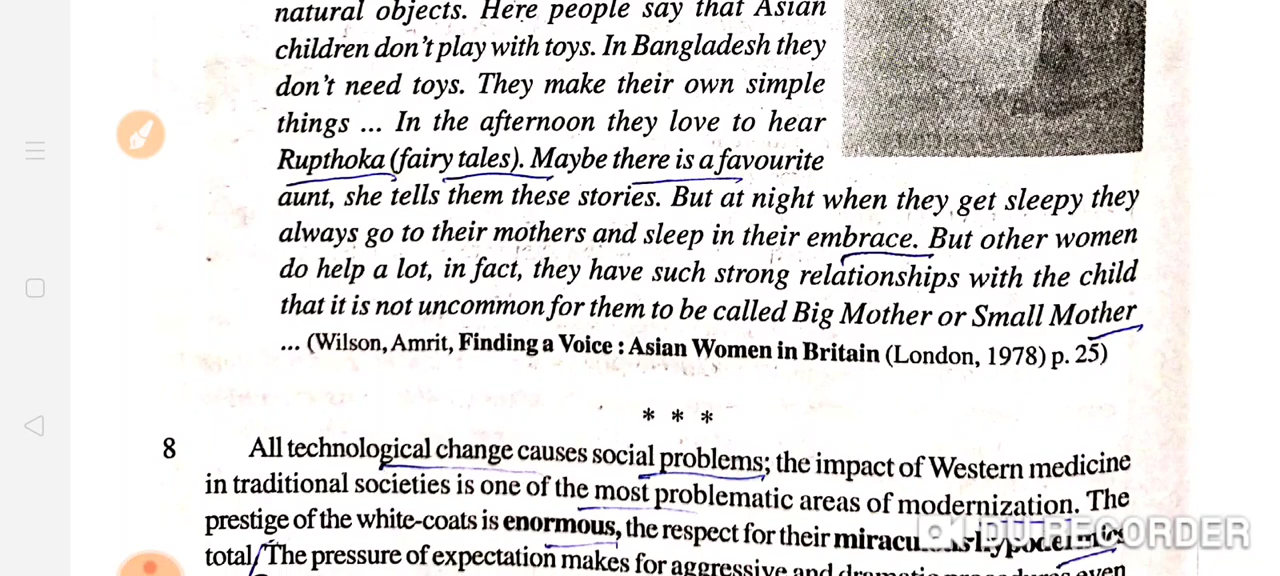 natural objects. Here people say that Asian
children don't play with toys. In Bangladesh they
don't need toys. They make their own simple
things ... In the afternoon they love to hear
Rupthoka (fairy tales). Maybe there is a favourite
aunt, she tells them these stories. But at night when they get sleepy they
always go to their mothers and sleep in their embrace. But other women
do help a lot, in fact, they have such strong relationships with the child
that it is not uncommon for them to be called Big Mother or Small Mother
... (Wilson, Amrit, Finding a Voice : Asian Women in Britain (London, 1978) p. 25)
* * *
8 All technological change causes social problems; the impact of Western medicine
in traditional societies is one of the most problematic areas of modernization. The
prestige of the white-coats is enormous, the respect for their
total. The pressure of expectation makes for aggressive and even
DU RECORDER